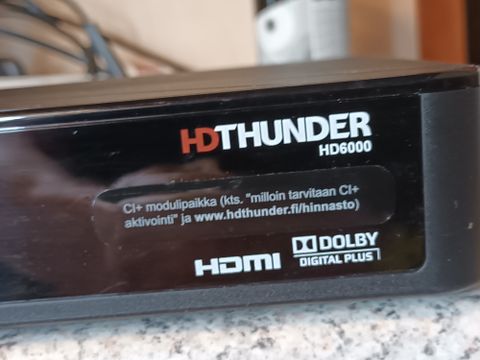 HDTHUNDER
HD6000
CI+ modulipaikka (kts. "milloin tarvitaan CI+
aktivointi" ja www.hdthunder.fi/hinnasto)
HDMI DOLBY
DIGITAL PLUS